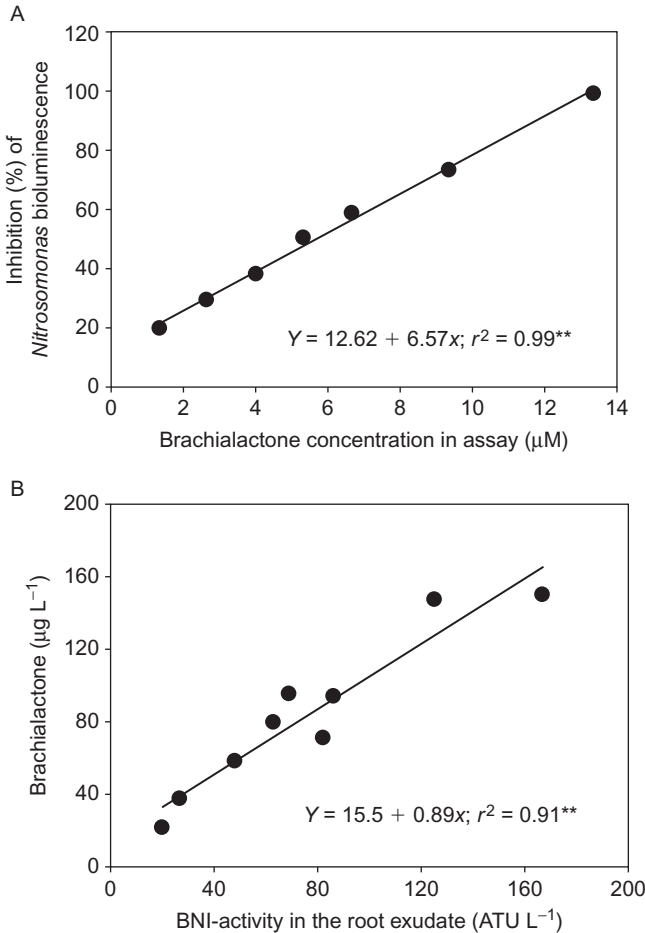 A
120
100
80
60
40
20
0
Inhibition (%) of
Nitrosomonas bioluminescence
Y = 12.62 + 6.57x; r² = 0.99**
0 2 4 6 8 10 12 14
Brachialactone concentration in assay (μM)
B
200
160
120
80
40
0
Brachialactone (μg L⁻¹)
Y = 15.5 + 0.89x; r² = 0.91**
0 40 80 120 160 200
BNI-activity in the root exudate (ATU L⁻¹)